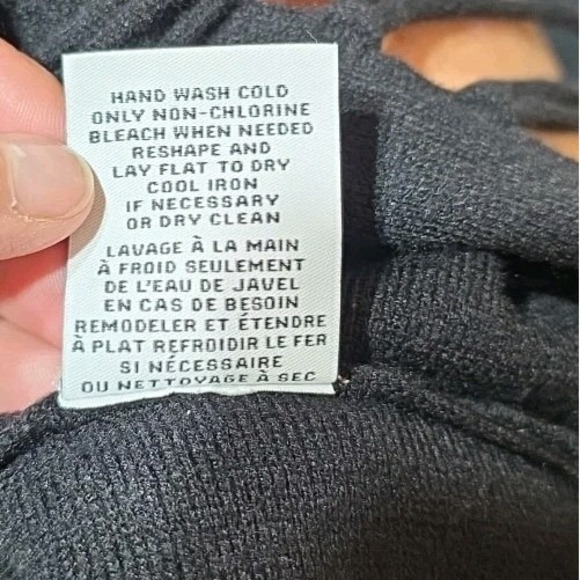 HAND WASH COLD
ONLY NON-CHLORINE
BLEACH WHEN NEEDED
RESHAPE AND
LAY FLAT TO DRY
COOL IRON
IF NECESSARY
OR DRY CLEAN
LAVAGE À LA MAIN
À FROID SEULEMENT
DE L'EAU DE JAVEL
EN CAS DE BESOIN
REMODELER ET ÉTENDRE
À PLAT REFROIDIR LE FER
SI NÉCESSAIRE
OU NETTOYAGE À SEC